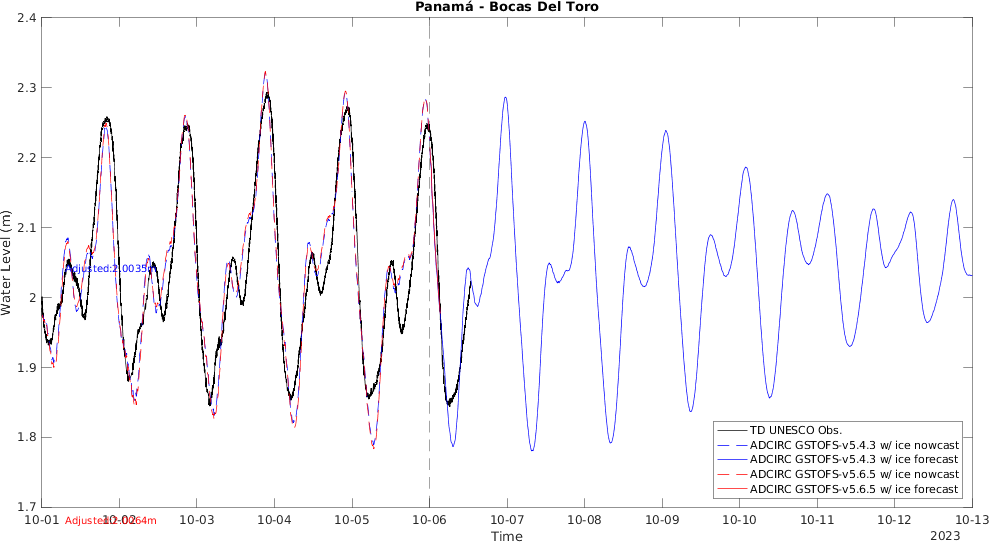 Panamá - Bocas Del Toro
2.4
2.3
2.2
2.1
2
1.9
1.8
1.7
Water Level (m)
TD UNESCO Obs.
ADCIRC GSTOFS-v5.4.3 w/ ice nowcast
ADCIRC GSTOFS-v5.4.3 w/ ice forecast
ADCIRC GSTOFS-v5.6.5 w/ ice nowcast
ADCIRC GSTOFS-v5.6.5 w/ ice forecast
10-01 10-02 10-03 10-04 10-05 10-06 10-07 10-08 10-09 10-10 10-11 10-12 10-13
Time
2023